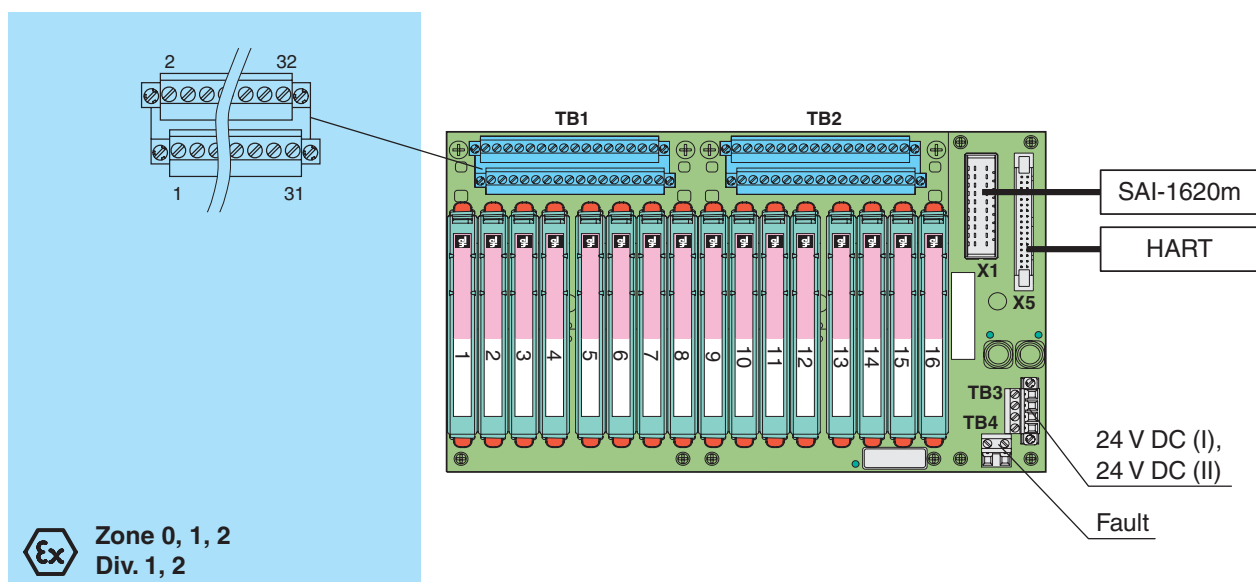 2 32
1 31
TB1 TB2
SAI-1620m
HART
X1
X5
1 2 3 4 5 6 7 8 9 10 11 12 13 14 15 16
TB3
TB4
24 V DC (I),
24 V DC (II)
Fault
Ex
Zone 0, 1, 2
Div. 1, 2